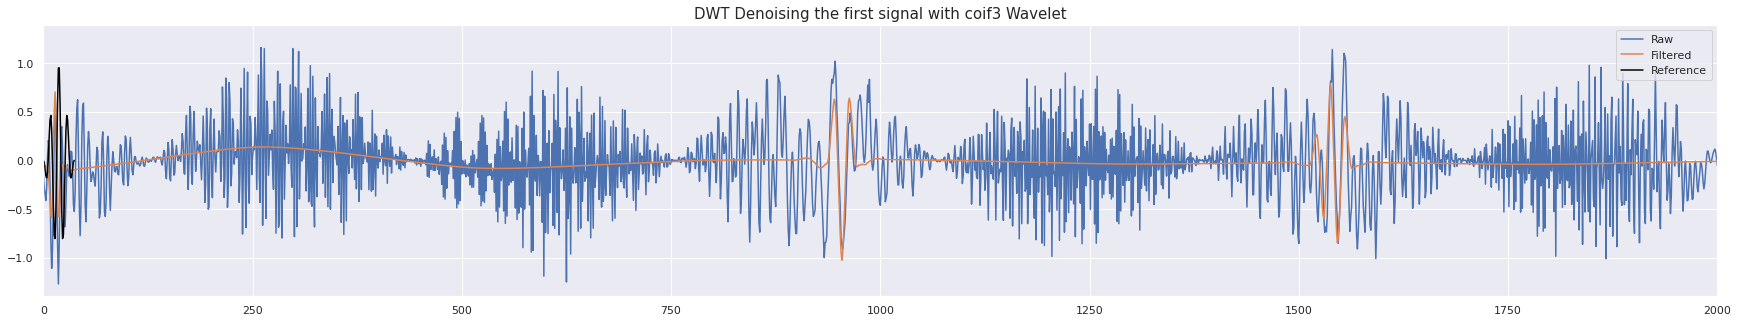 DWT Denoising the first signal with coif3 Wavelet
Raw
Filtered
Reference
1.0
0.5
0.0
−0.5
−1.0
0 250 500 750 1000 1250 1500 1750 2000